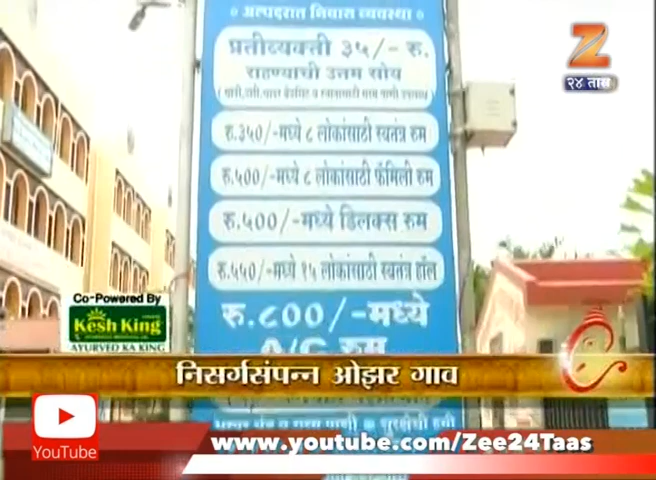 अल्पदरात निवास व्यवस्था
प्रतीव्यक्ती ३५/- रु.
राहण्याची उत्तम सोय
रु.३५०/-मध्ये ८ लोकांसाठी स्वतंत्र रुम
रु.५००/-मध्ये ८ लोकांसाठी फॅमिली रुम
रु.५००/-मध्ये डिलक्स रुम
रु.५५०/-मध्ये १५ लोकांसाठी स्वतंत्र हॉल
रु.८००/-मध्ये
A/C रुम
Z
२४ तास
Co-Powered By
Kesh King
AYURVED KA KING
निसर्गसंपन्न ओझर गाव
YouTube
www.youtube.com/Zee24Taas